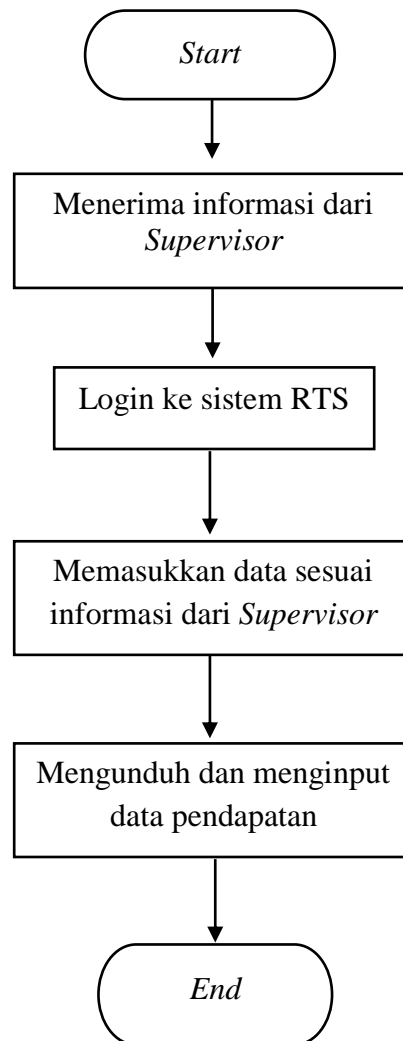 Start
Menerima informasi dari
Supervisor
Login ke sistem RTS
Memasukkan data sesuai
informasi dari Supervisor
Mengunduh dan menginput
data pendapatan
End